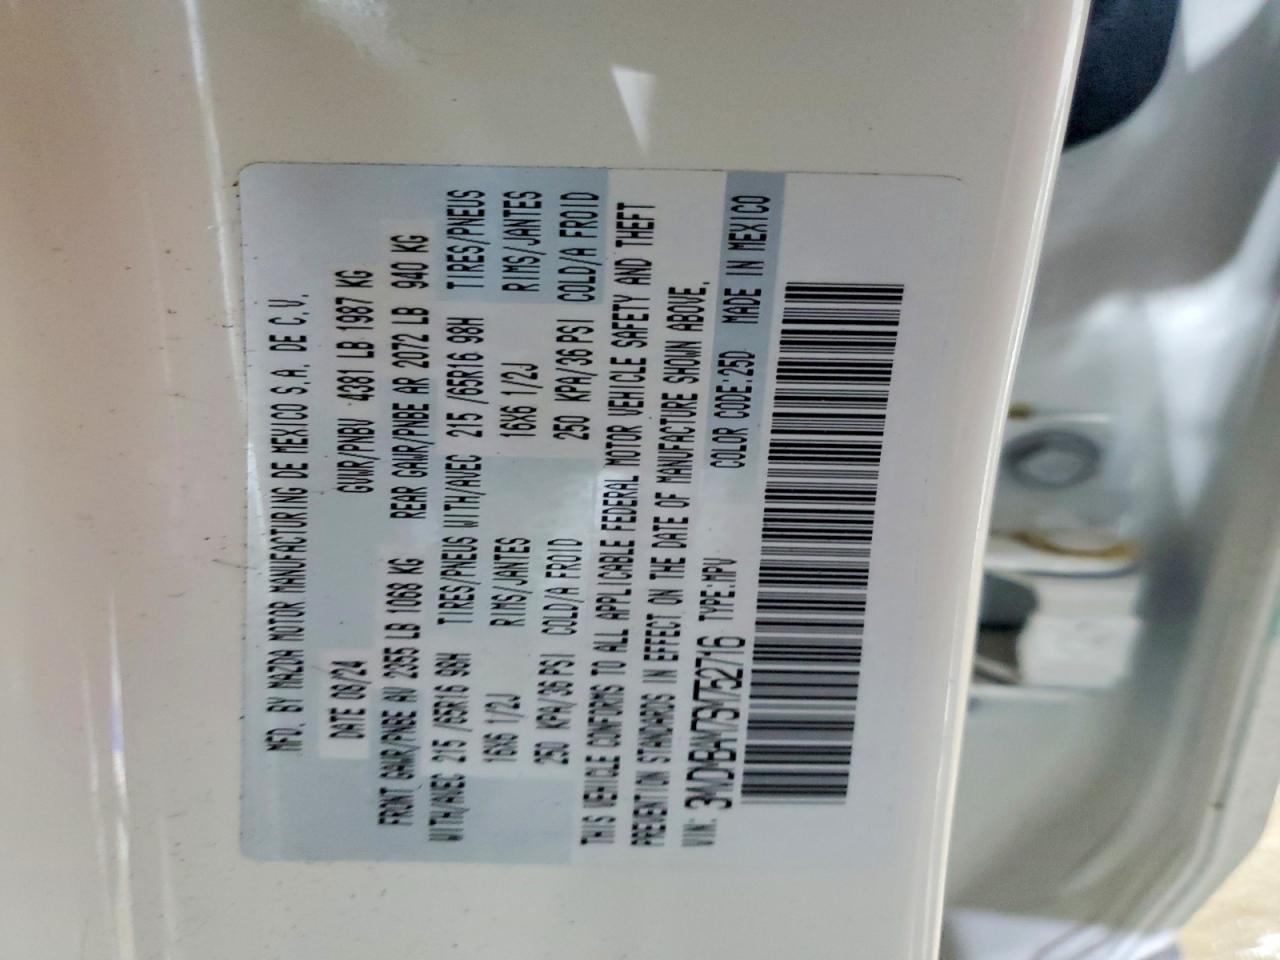 MFD. BY MAZDA MOTOR MANUFACTURING DE MEXICO S.A. DE C.V.
DATE 08/24 GVWR/PNBV 4381 LB 1987 KG
FRONT GAWR/PNBE AV 2355 LB 1068 KG REAR GAWR/PNBE AR 2072 LB 940 KG
WITH/AVEC 215 /65R16 98H TIRES/PNEUS WITH/AVEC 215 /65R16 98H TIRES/PNEUS
16X6 1/2J RIMS/JANTES 16X6 1/2J RIMS/JANTES
250 KPA/36 PSI COLD/A FROID 250 KPA/36 PSI COLD/A FROID
THIS VEHICLE CONFORMS TO ALL APPLICABLE FEDERAL MOTOR VEHICLE SAFETY AND THEFT
PREVENTION STANDARDS IN EFFECT ON THE DATE OF MANUFACTURE SHOWN ABOVE.
VIN: 3MVDMBAM7SM752716 TYPE:MPV COLOR CODE:25D MADE IN MEXICO